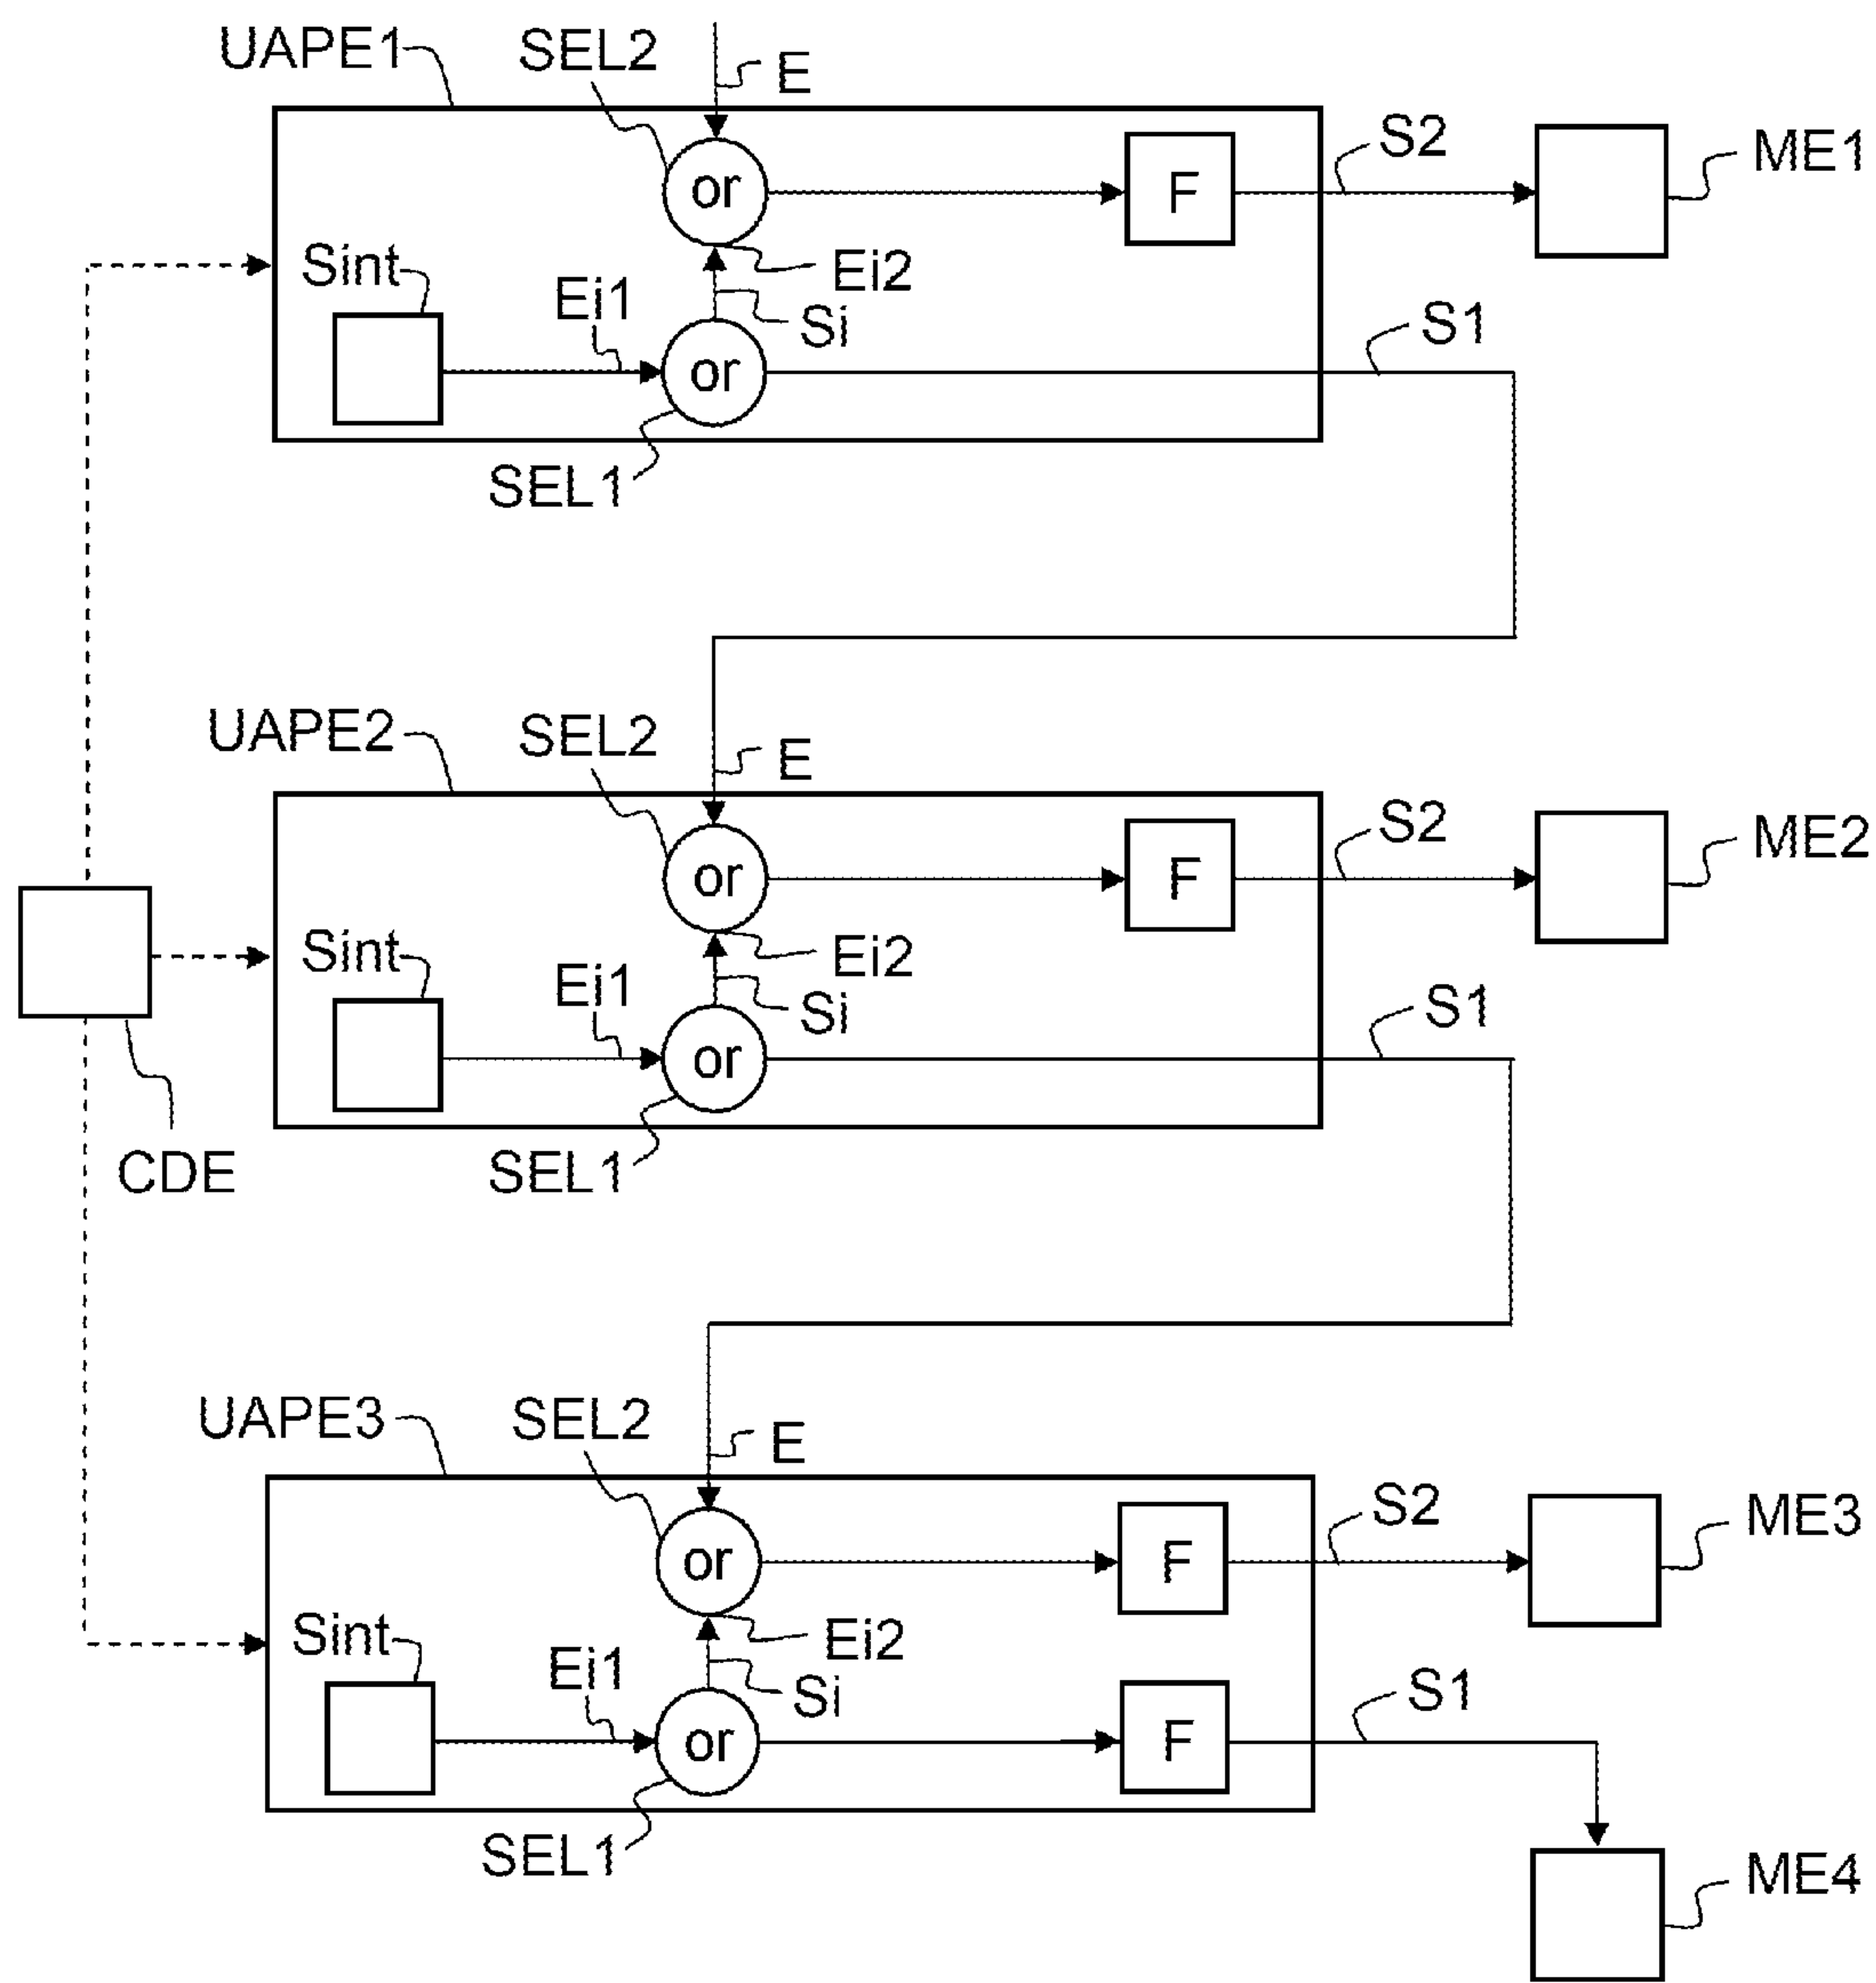 UAPE1
SEL2
E
or
F
S2
ME1
Sint
Ei1
Ei2
Si
or
S1
SEL1
UAPE2
SEL2
E
or
F
S2
ME2
Sint
Ei1
Ei2
Si
or
S1
SEL1
CDE
UAPE3
SEL2
E
or
F
S2
ME3
Sint
Ei1
Ei2
Si
or
F
S1
SEL1
ME4